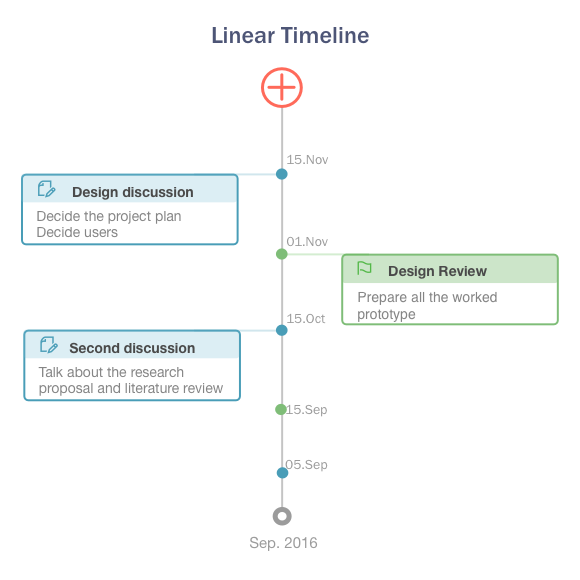 Linear Timeline
15.Nov
Design discussion
Decide the project plan
Decide users
01.Nov
Design Review
Prepare all the worked
prototype
15.Oct
Second discussion
Talk about the research
proposal and literature review
15.Sep
05.Sep
Sep. 2016